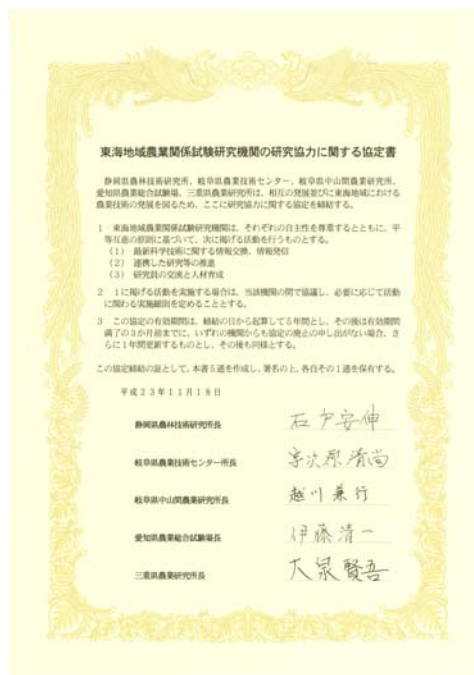 東海地域農業関係試験研究機関の研究協力に関する協定書
静岡県農林技術研究所、岐阜県農業技術センター、岐阜県中山間農業研究所、
愛知県農業総合試験場、三重県農業研究所は、相互の発展並びに東海地域における
農業技術の発展を図るため、ここに研究協力に関する協定を締結する。
1 東海地域農業関係試験研究機関は、それぞれの自主性を尊重するとともに、平
等互恵の原則に基づいて、次に掲げる活動を行うものとする。
(1) 最新科学技術に関する情報交換、情報発信
(2) 連携した研究等の推進
(3) 研究員の交流と人材育成
2 1に掲げる活動を実施する場合は、当該機関の間で協議し、必要に応じて活動
に関わる実施細則を定めることとする。
3 この協定の有効期間は、締結の日から起算して5年間とし、その後は有効期間
満了の3か月前までに、いずれの機関からも協定の廃止の申し出がない場合、さ
らに1年間更新するものとし、その後も同様とする。
この協定締結の証として、本書5通を作成し、署名の上、各自その1通を保有する。
平成23年11月18日
静岡県農林技術研究所長 石戸安伸
岐阜県農業技術センター所長 宇次原清尚
岐阜県中山間農業研究所長 越川兼行
愛知県農業総合試験場長 伊藤清一
三重県農業研究所長 大泉賢吾